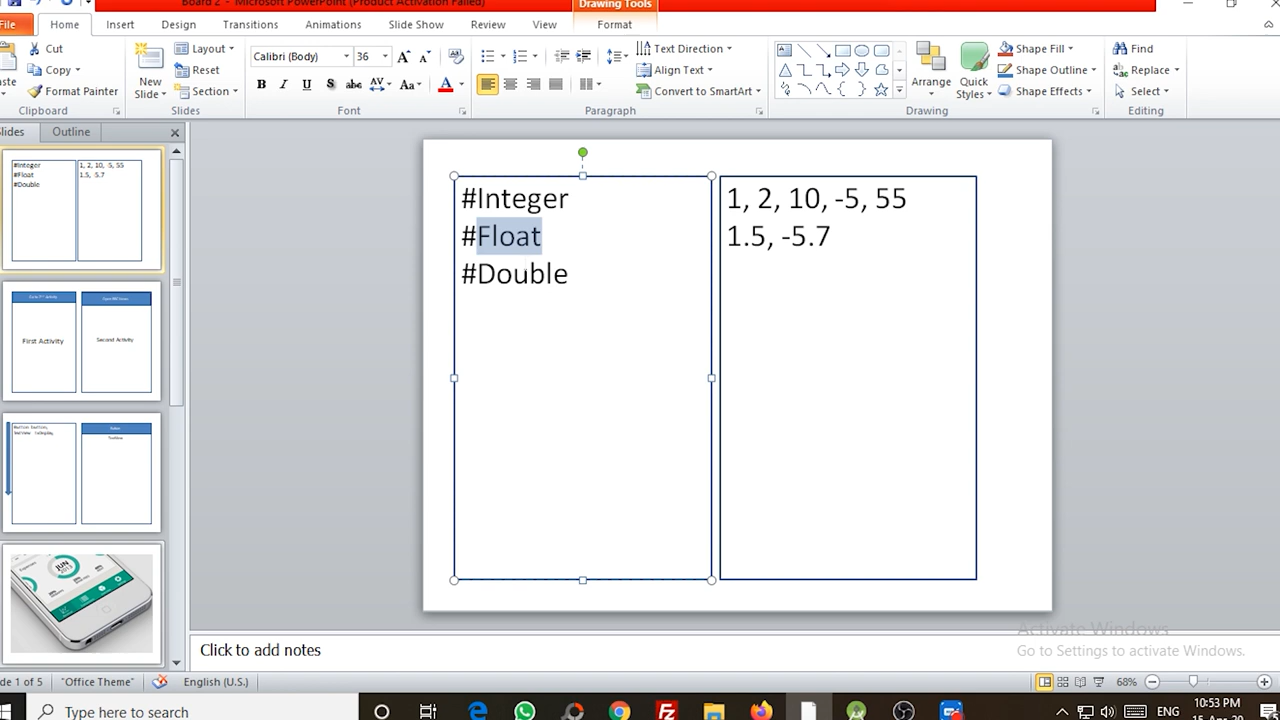 Board 2 - Microsoft PowerPoint (Product Activation Failed)
Drawing Tools
File Home Insert Design Transitions Animations Slide Show Review View Format
Cut
Copy
Format Painter
Clipboard
New
Slide
Layout
Reset
Section
Slides
Calibri (Body) 36
Font
Paragraph
Text Direction
Align Text
Convert to SmartArt
Arrange
Quick
Styles
Shape Fill
Shape Outline
Shape Effects
Drawing
Find
Replace
Select
Editing
Outline
#Integer
#Float
#Double
1, 2, 10, -5, 55
1.5, -5.7
First Activity
Second Activity
#Integer
#Float
#Double
1, 2, 10, -5, 55
1.5, -5.7
Click to add notes
Activate Windows
Go to Settings to activate Windows.
1 of 5
"Office Theme"
English (U.S.)
68%
Type here to search
ENG
10:53 PM